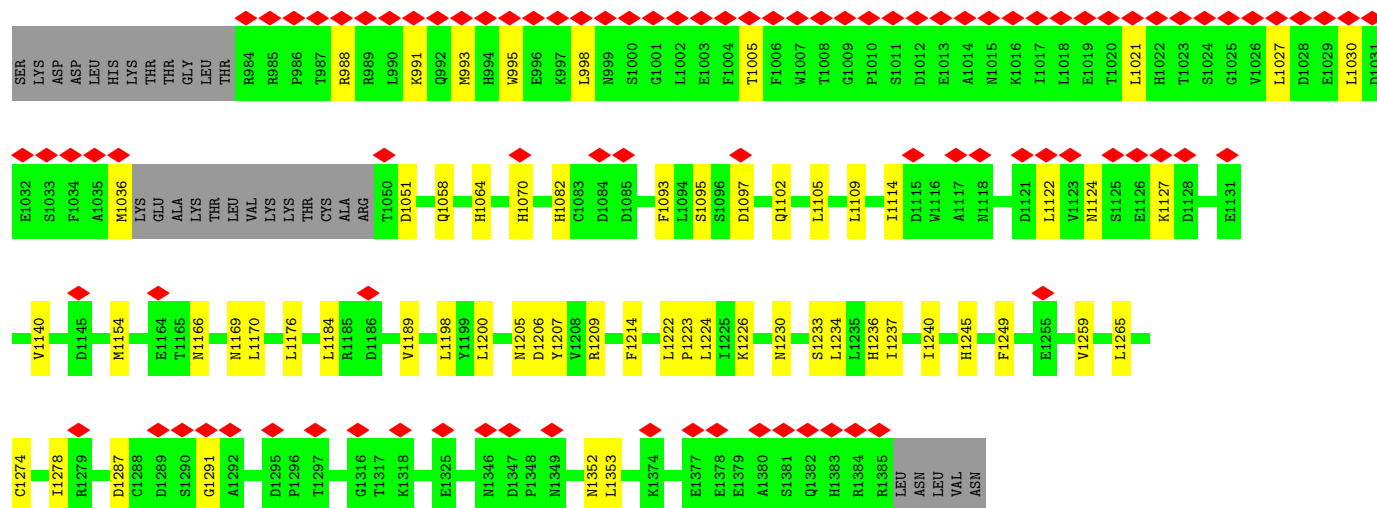 SER LYS ASP ASP LEU HIS LYS THR THR GLY LEU THR R984 R985 P986 T987 R988 R989 L990 K991 Q992 M993 H994 W995 E996 K997 L998 N999 S1000 G1001 L1002 E1003 F1004 T1005 F1006 W1007 T1008 G1009 P1010 S1011 D1012 E1013 A1014 N1015 K1016 I1017 L1018 E1019 T1020 L1021 H1022 T1023 S1024 G1025 V1026 L1027 D1028 E1029 L1030 D1031
E1032 S1033 F1034 A1035 M1036 LYS GLU ALA LYS THR LEU VAL LYS LYS THR CYS ALA ARG T1050 D1051 Q1058 H1064 H1070 H1082 C1083 D1084 D1085 F1093 L1094 S1095 S1096 D1097 Q1102 L1105 L1109 I1114 D1115 W1116 A1117 N1118 D1121 L1122 V1123 N1124 S1125 E1126 K1127 D1128 E1131
V1140 D1145 M1154 E1164 T1165 N1166 N1169 L1170 L1176 L1184 R1185 D1186 V1189 L1198 Y1199 L1200 N1205 D1206 Y1207 V1208 R1209 F1214 L1222 P1223 L1224 I1225 K1226 N1230 S1233 L1234 L1235 H1236 I1237 I1240 H1245 F1249 E1255 V1259 L1265
C1274 I1278 R1279 D1287 C1288 D1289 S1290 G1291 A1292 D1295 P1296 T1297 G1316 T1317 K1318 E1325 N1346 D1347 P1348 N1349 N1352 L1353 K1374 E1377 E1378 E1379 A1380 S1381 Q1382 H1383 R1384 R1385 LEU ASN LEU VAL ASN